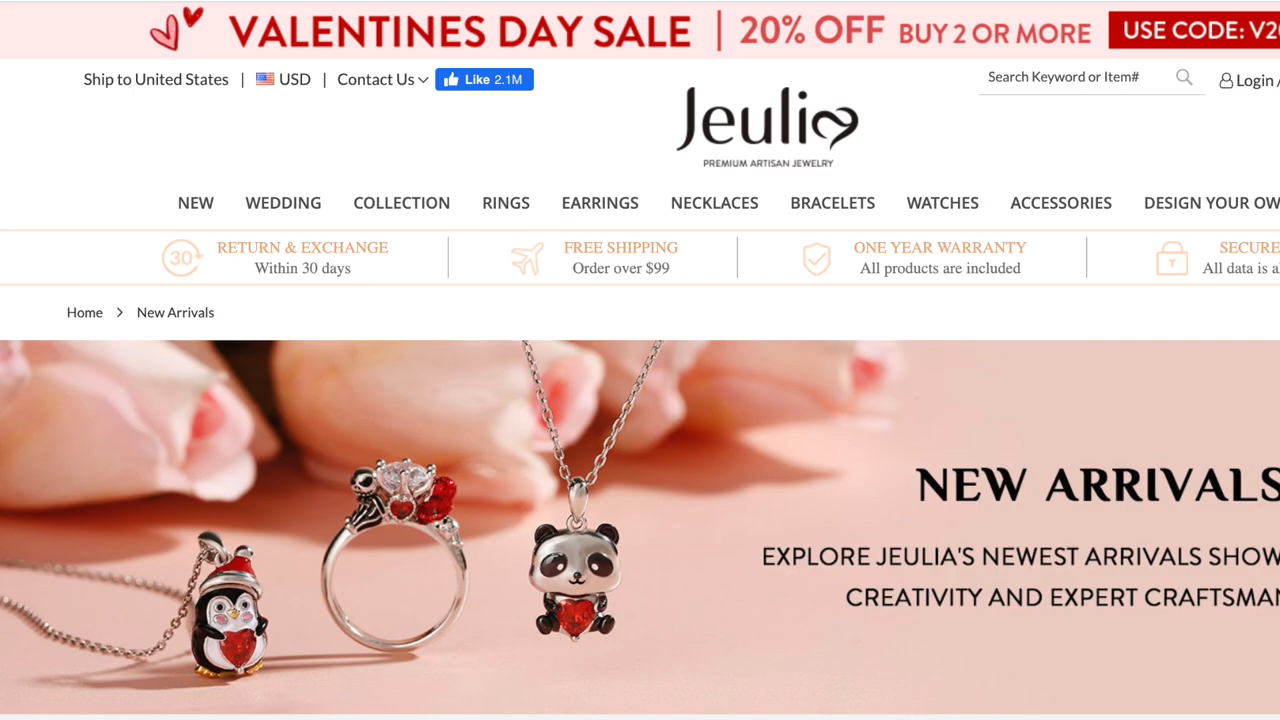 VALENTINES DAY SALE | 20% OFF BUY 2 OR MORE USE CODE: V2
Ship to United States | USD | Contact Us Like 2.1M Search Keyword or Item# Login /
Jeulia
PREMIUM ARTISAN JEWELRY
NEW WEDDING COLLECTION RINGS EARRINGS NECKLACES BRACELETS WATCHES ACCESSORIES DESIGN YOUR OW
30 RETURN & EXCHANGE FREE SHIPPING ONE YEAR WARRANTY SECURE
Within 30 days Order over $99 All products are included All data is a
Home > New Arrivals
NEW ARRIVALS
EXPLORE JEULIA'S NEWEST ARRIVALS SHOW
CREATIVITY AND EXPERT CRAFTSMAN